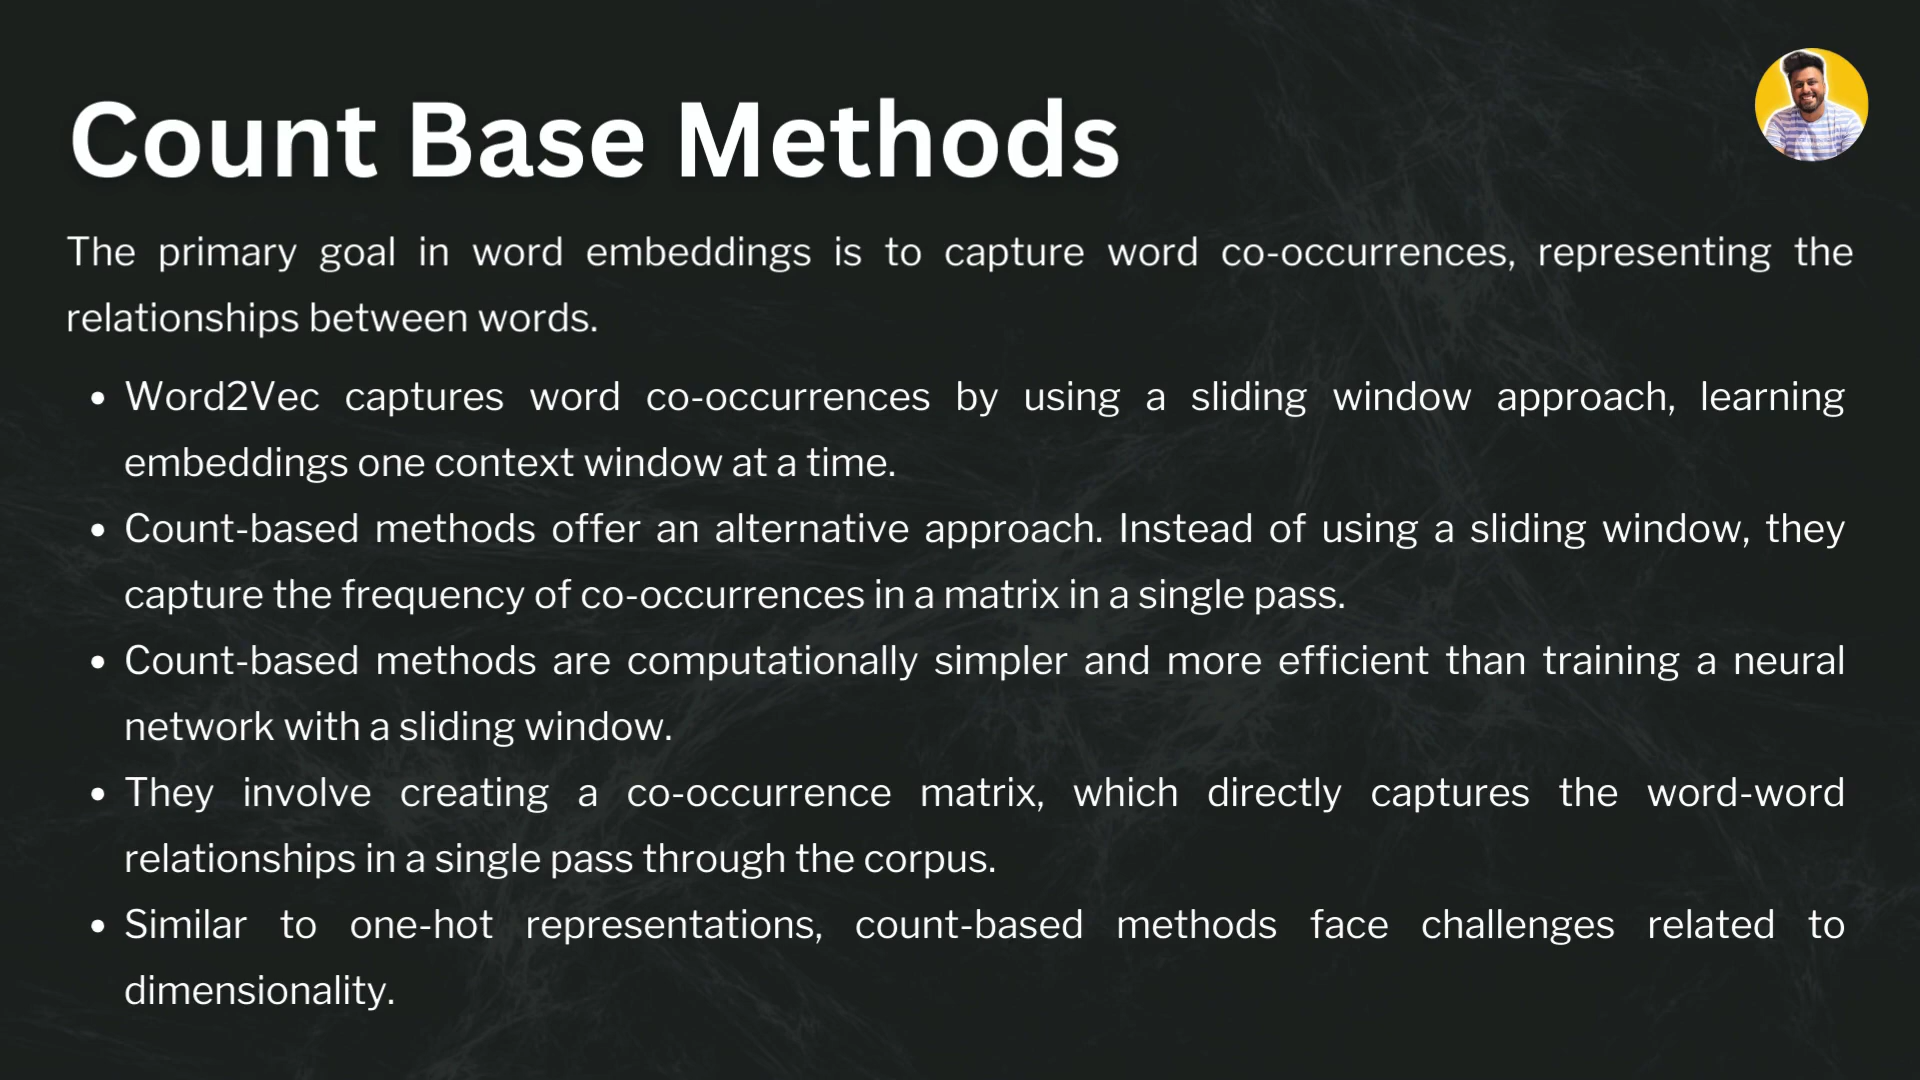 Count Base Methods
The primary goal in word embeddings is to capture word co-occurrences, representing the
relationships between words.
• Word2Vec captures word co-occurrences by using a sliding window approach, learning
embeddings one context window at a time.
• Count-based methods offer an alternative approach. Instead of using a sliding window, they
capture the frequency of co-occurrences in a matrix in a single pass.
• Count-based methods are computationally simpler and more efficient than training a neural
network with a sliding window.
• They involve creating a co-occurrence matrix, which directly captures the word-word
relationships in a single pass through the corpus.
• Similar to one-hot representations, count-based methods face challenges related to
dimensionality.